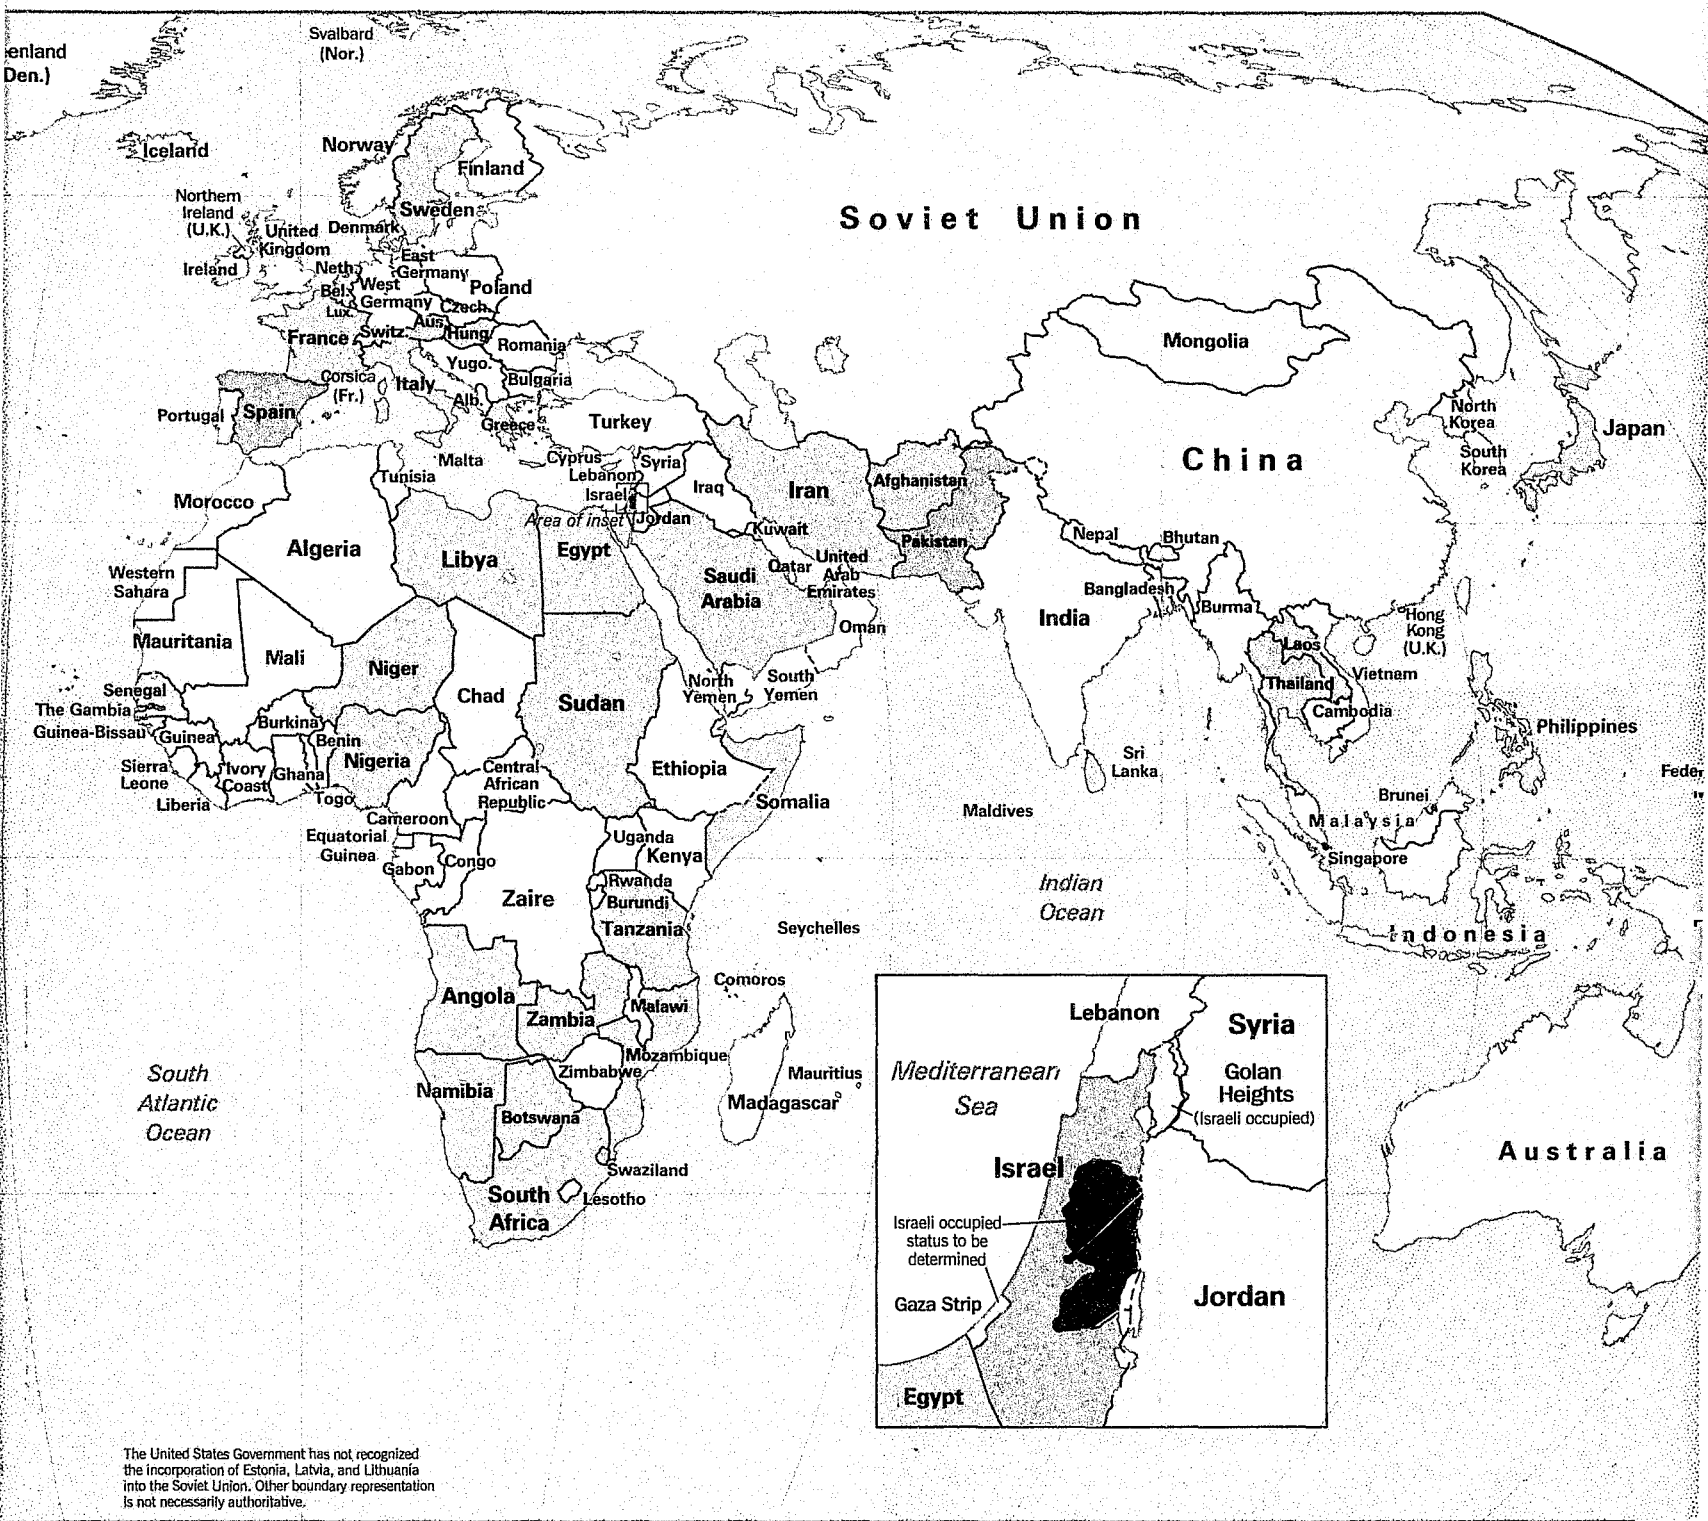 enland
Den.)
Svalbard
(Nor.)
Iceland
Norway
Finland
Sweden
Northern
Ireland
(U.K.)
United
Kingdom
Denmark
Ireland
Neth.
East
Germany
Bel.
West
Germany
Poland
Lux.
Czech.
France
Switz.
Aus.
Hung.
Romania
Yugo.
Corsica
(Fr.)
Italy
Bulgaria
Portugal
Spain
Alb.
Greece
Turkey
Soviet Union
Mongolia
China
North
Korea
South
Korea
Japan
Malta
Tunisia
Cyprus
Lebanon
Syria
Israel
Iraq
Area of inset
Jordan
Iran
Afghanistan
Kuwait
Pakistan
Nepal
Bhutan
Morocco
Algeria
Libya
Egypt
Saudi
Arabia
Qatar
United
Arab
Emirates
Oman
Bangladesh
Burma
India
Hong
Kong
(U.K.)
Western
Sahara
Mauritania
Mali
Niger
Chad
Sudan
North
Yemen
South
Yemen
Laos
Thailand
Vietnam
Cambodia
Philippines
Senegal
The Gambia
Guinea-Bissau
Guinea
Burkina
Benin
Nigeria
Sierra
Leone
Ivory
Coast
Ghana
Liberia
Togo
Central
African
Republic
Ethiopia
Somalia
Sri
Lanka
Maldives
Brunei
Malaysia
Singapore
Feder
Cameroon
Equatorial
Guinea
Gabon
Congo
Zaire
Uganda
Kenya
Rwanda
Burundi
Tanzania
Indian
Ocean
Seychelles
Indonesia
Comoros
Angola
Zambia
Malawi
Mozambique
Zimbabwe
Namibia
Botswana
Mauritius
Madagascar
Swaziland
South
Africa
Lesotho
South
Atlantic
Ocean
Australia
Lebanon
Syria
Mediterranean
Sea
Golan
Heights
(Israeli occupied)
Israel
Israeli occupied
status to be
determined
Gaza Strip
Jordan
Egypt
The United States Government has not recognized
the incorporation of Estonia, Latvia, and Lithuania
into the Soviet Union. Other boundary representation
is not necessarily authoritative.